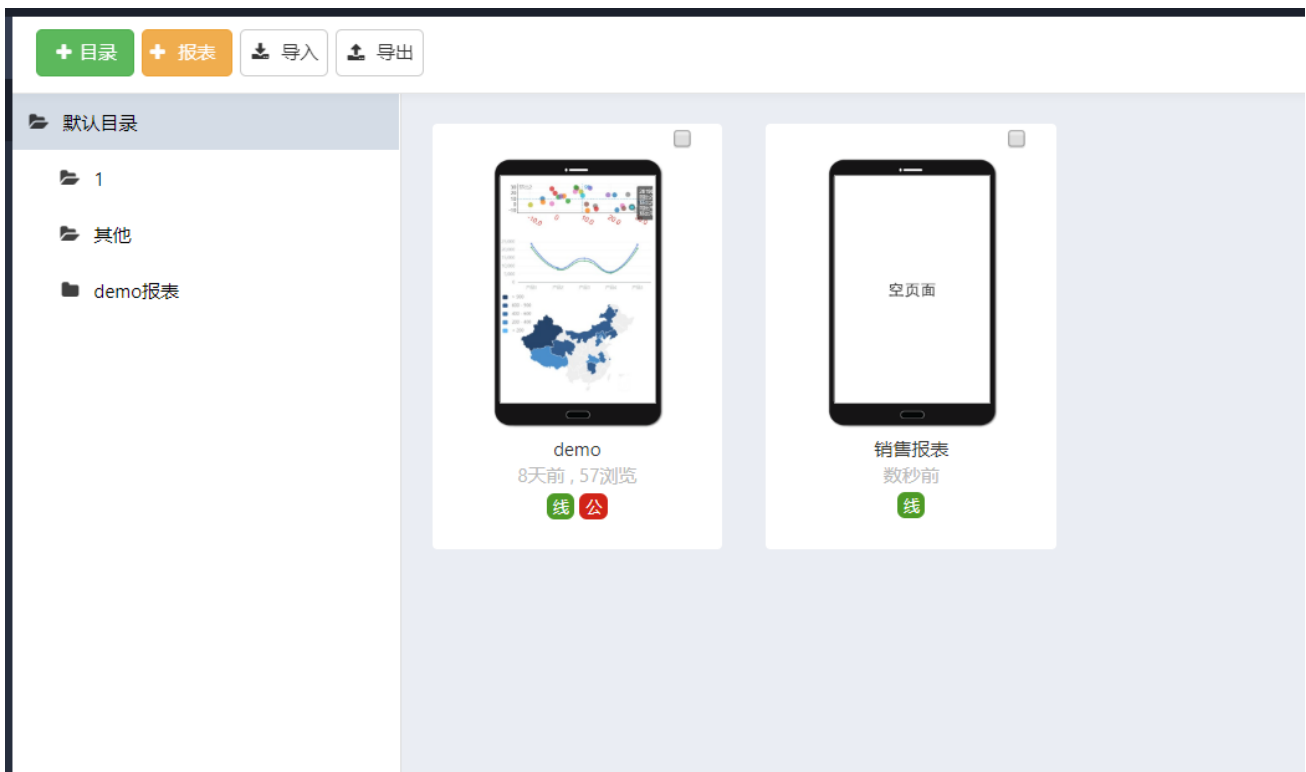 目录 报表 导入 导出
默认目录
1
其他
demo报表
空页面
demo
8天前 , 57浏览
线 公
销售报表
数秒前
线